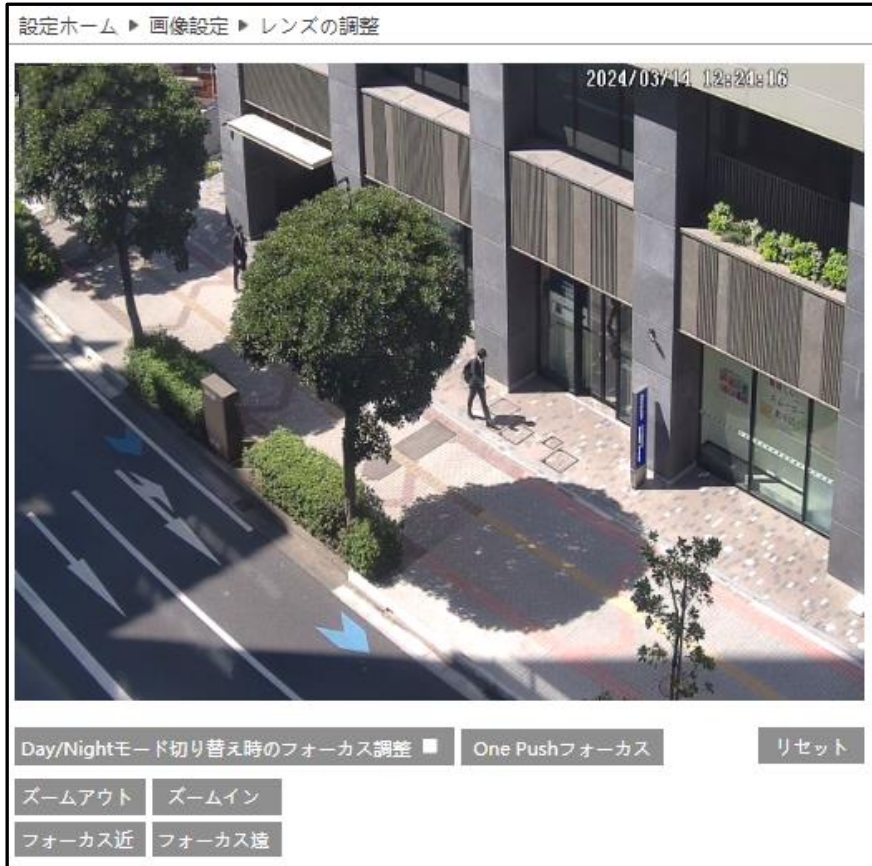 設定ホーム ▶ 画像設定 ▶ レンズの調整
2024/03/14 12:24:16
Day/Nightモード切り替え時のフォーカス調整
One Pushフォーカス
リセット
ズームアウト
ズームイン
フォーカス近
フォーカス遠